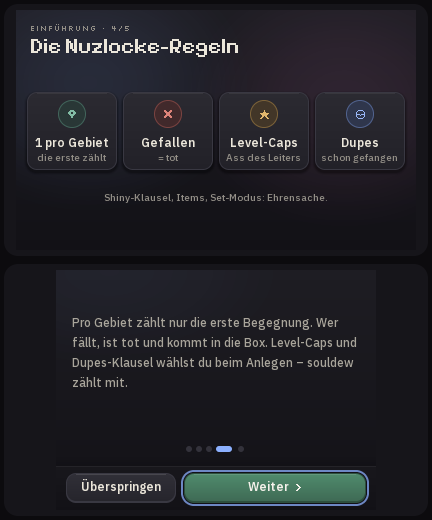 EINFÜHRUNG · 4/5
Die Nuzlocke-Regeln
1 pro Gebiet
die erste zählt
Gefallen
= tot
Level-Caps
Ass des Leiters
Dupes
schon gefangen
Shiny-Klausel, Items, Set-Modus: Ehrensache.
Pro Gebiet zählt nur die erste Begegnung. Wer
fällt, ist tot und kommt in die Box. Level-Caps und
Dupes-Klausel wählst du beim Anlegen – souldew
zählt mit.
Überspringen
Weiter